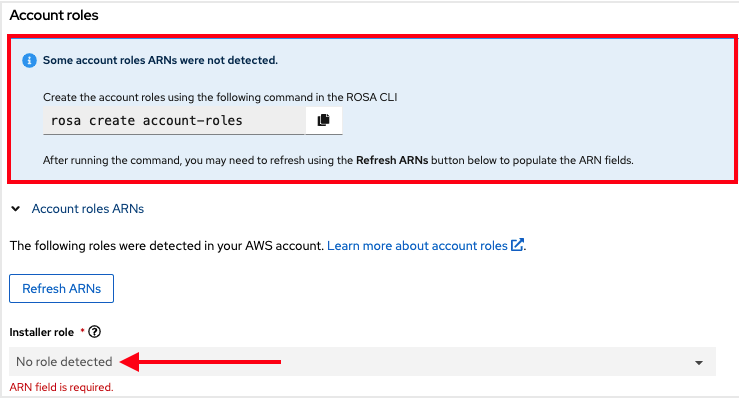 Account roles
Some account roles ARNs were not detected.
Create the account roles using the following command in the ROSA CLI
rosa create account-roles
After running the command, you may need to refresh using the Refresh ARNs button below to populate the ARN fields.
Account roles ARNs
The following roles were detected in your AWS account. Learn more about account roles.
Refresh ARNs
Installer role *
No role detected
ARN field is required.